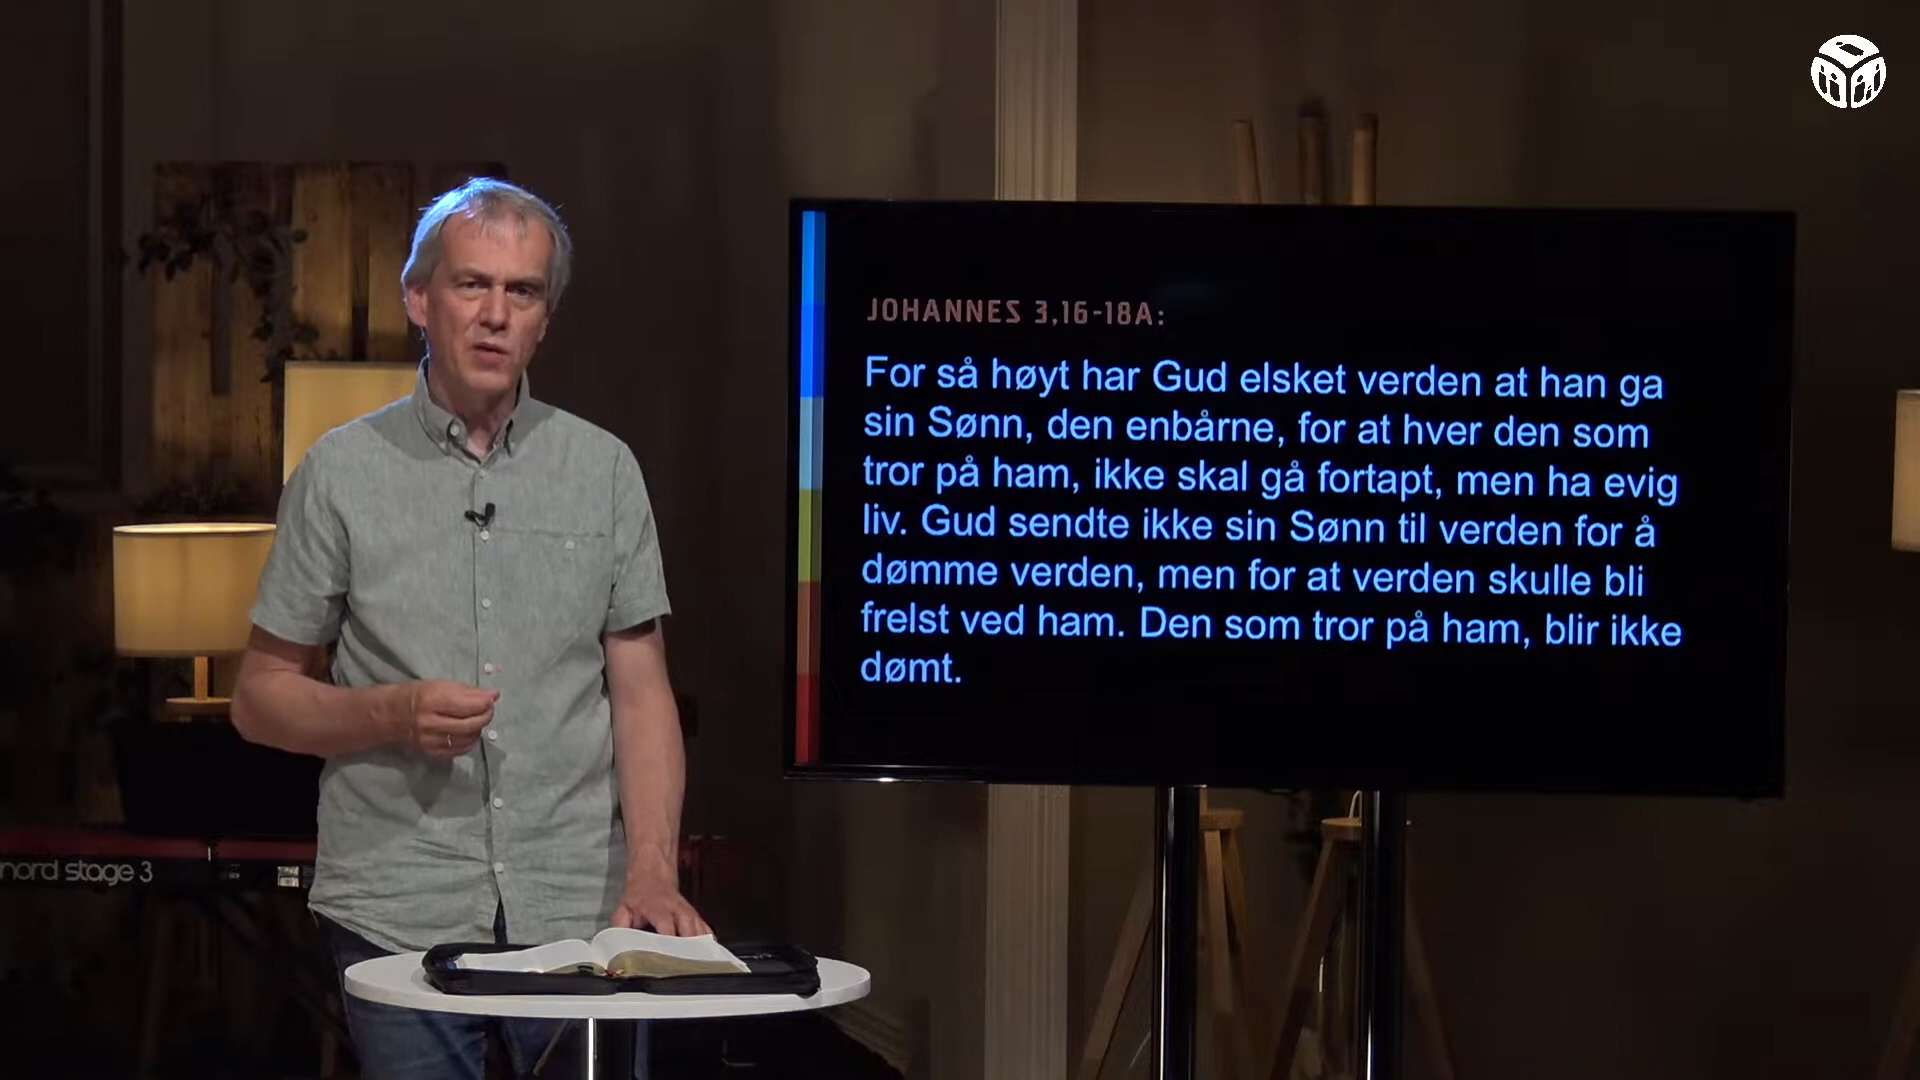 JOHANNES 3,16-18A:
For så høyt har Gud elsket verden at han ga
sin Sønn, den enbårne, for at hver den som
tror på ham, ikke skal gå fortapt, men ha evig
liv. Gud sendte ikke sin Sønn til verden for å
dømme verden, men for at verden skulle bli
frelst ved ham. Den som tror på ham, blir ikke
dømt.
nord stage 3